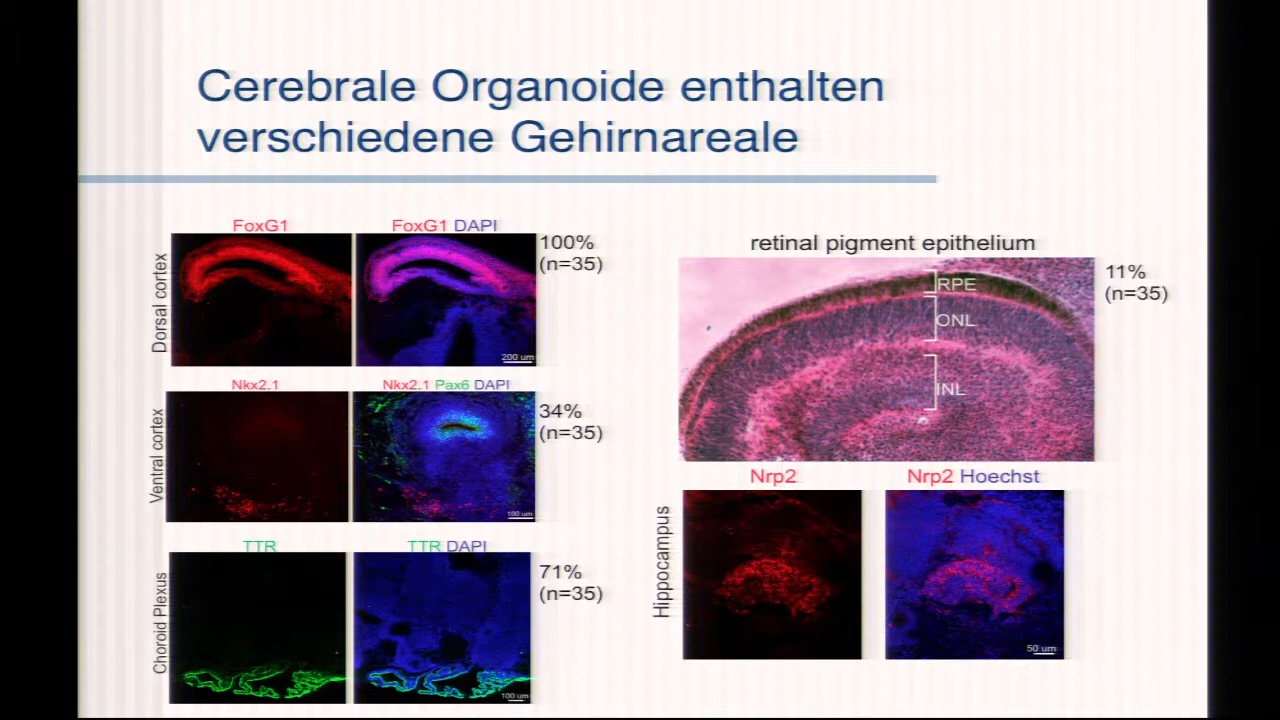 Cerebrale Organoide enthalten
verschiedene Gehirnareale
FoxG1
FoxG1 DAPI
Dorsal cortex
200 um
100%
(n=35)
Nkx2.1
Nkx2.1 Pax6 DAPI
Ventral cortex
100 um
34%
(n=35)
TTR
TTR DAPI
Choroid Plexus
100 um
71%
(n=35)
retinal pigment epithelium
RPE
ONL
INL
11%
(n=35)
Nrp2
Nrp2 Hoechst
Hippocampus
50 um